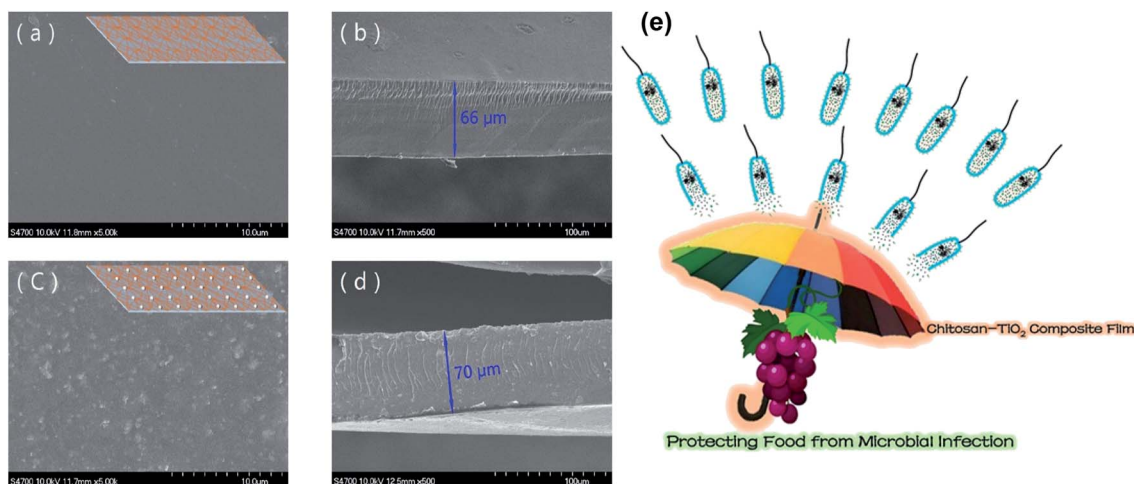 (a)
S4700 10.0kV 11.8mm x5.00k
10.0um
(b)
66 μm
S4700 10.0kV 11.7mm x500
100um
(C)
S4700 10.0kV 11.7mm x5.00k
10.0um
(d)
70 μm
S4700 10.0kV 12.5mm x500
100um
(e)
Chitosan-TiO₂ Composite Film
Protecting Food from Microbial Infection